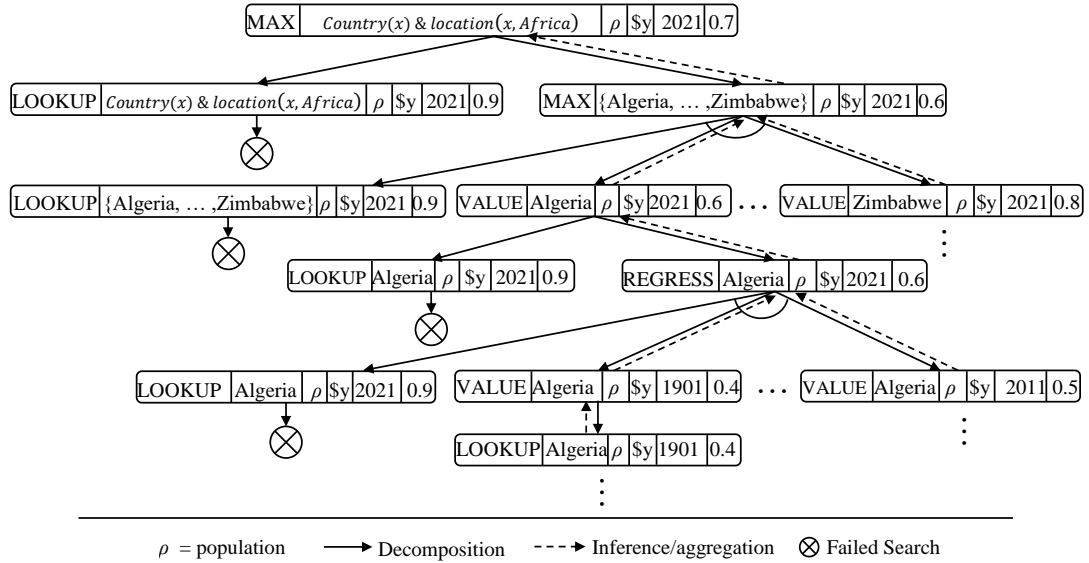 MAX Country(x) & location(x, Africa) ρ $y 2021 0.7
LOOKUP Country(x) & location(x, Africa) ρ $y 2021 0.9
MAX {Algeria, … ,Zimbabwe} ρ $y 2021 0.6
LOOKUP {Algeria, … ,Zimbabwe} ρ $y 2021 0.9
VALUE Algeria ρ $y 2021 0.6
...
VALUE Zimbabwe ρ $y 2021 0.8
LOOKUP Algeria ρ $y 2021 0.9
REGRESS Algeria ρ $y 2021 0.6
LOOKUP Algeria ρ $y 2021 0.9
VALUE Algeria ρ $y 1901 0.4
...
VALUE Algeria ρ $y 2011 0.5
LOOKUP Algeria ρ $y 1901 0.4
ρ = population
Decomposition
Inference/aggregation
Failed Search